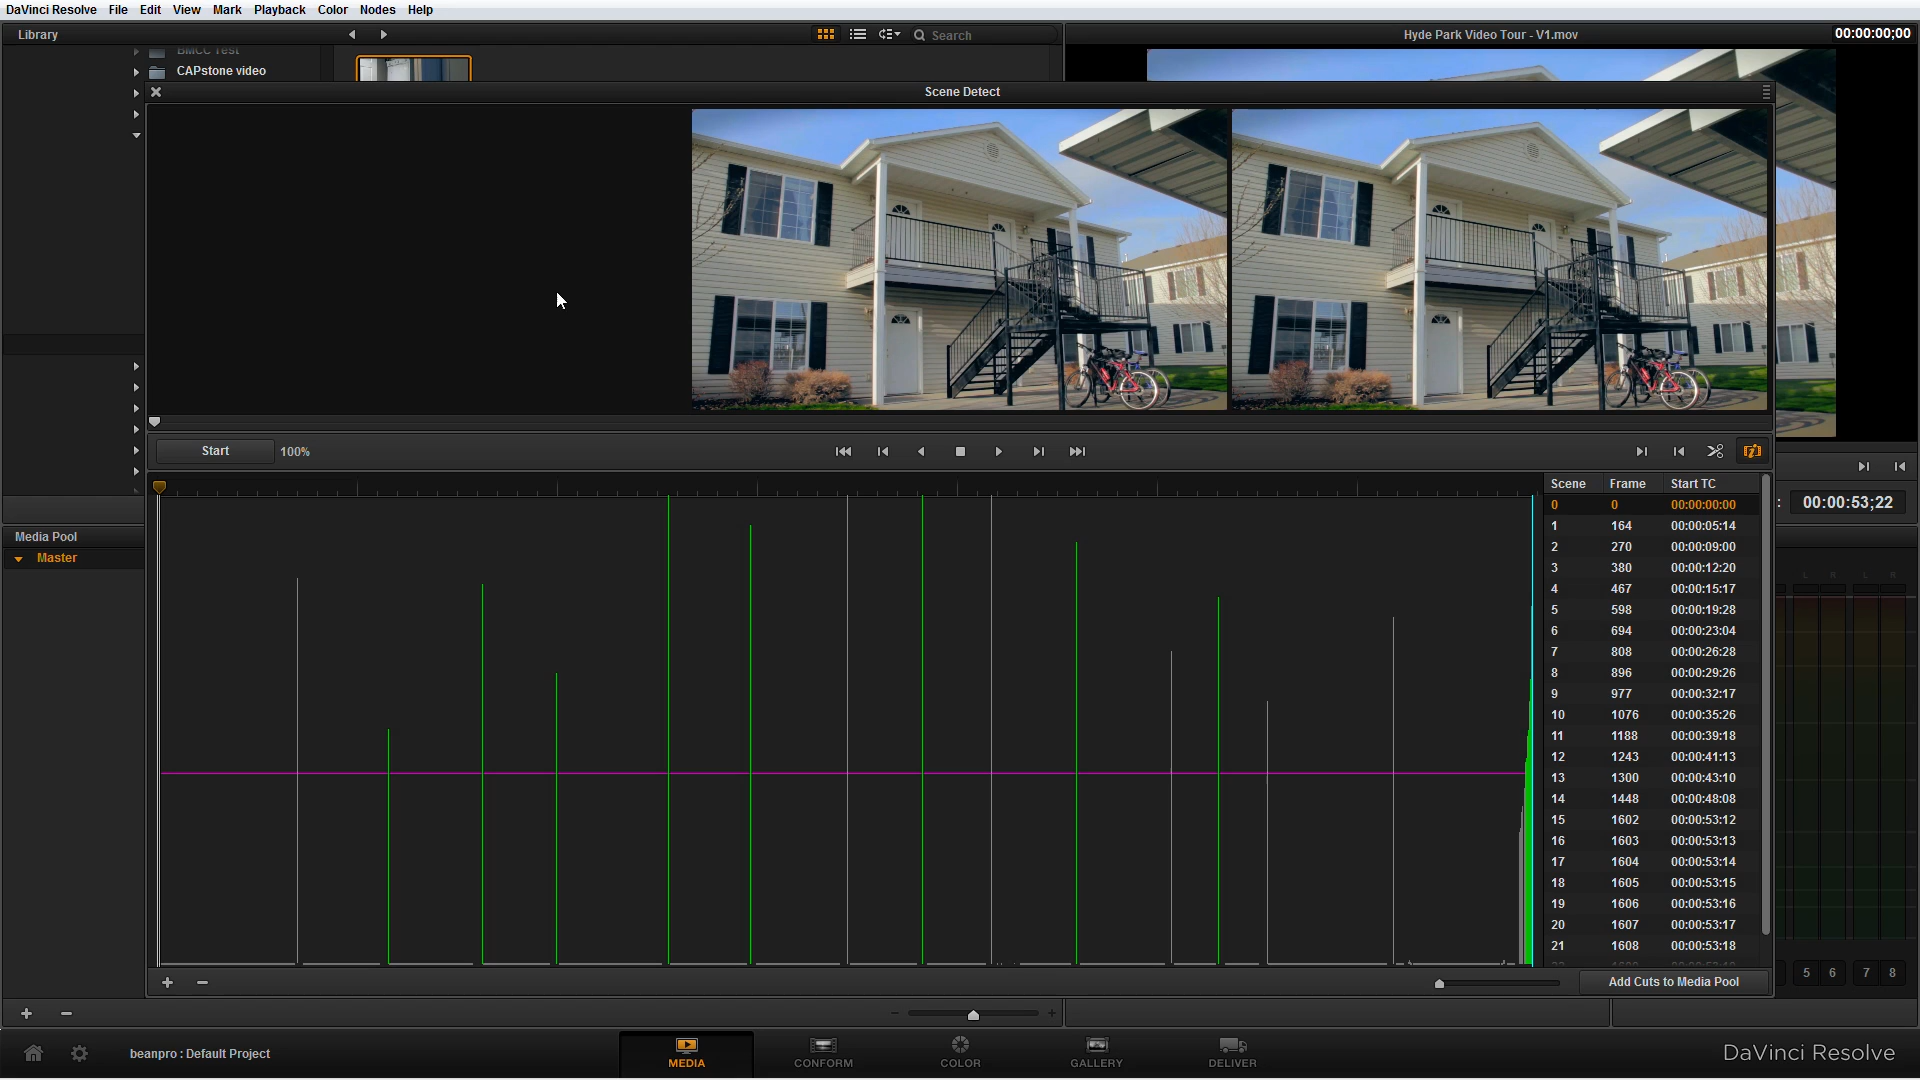 DaVinci Resolve File Edit View Mark Playback Color Nodes Help
Library
Search
Hyde Park Video Tour - V1.mov
00:00:00;00
BMCC Test
CAPstone video
Scene Detect
Start
100%
00:00:53;22
Scene Frame Start TC
0 0 00:00:00:00
1 164 00:00:05:14
2 270 00:00:09:00
3 380 00:00:12:20
4 467 00:00:15:17
5 598 00:00:19:28
6 694 00:00:23:04
7 808 00:00:26:28
8 896 00:00:29:26
9 977 00:00:32:17
10 1076 00:00:35:26
11 1188 00:00:39:18
12 1243 00:00:41:13
13 1300 00:00:43:10
14 1448 00:00:48:08
15 1602 00:00:53:12
16 1603 00:00:53:13
17 1604 00:00:53:14
18 1605 00:00:53:15
19 1606 00:00:53:16
20 1607 00:00:53:17
21 1608 00:00:53:18
Media Pool
Master
L R L R
5 6 7 8
Add Cuts to Media Pool
beanpro : Default Project
MEDIA
CONFORM
COLOR
GALLERY
DELIVER
DaVinci Resolve